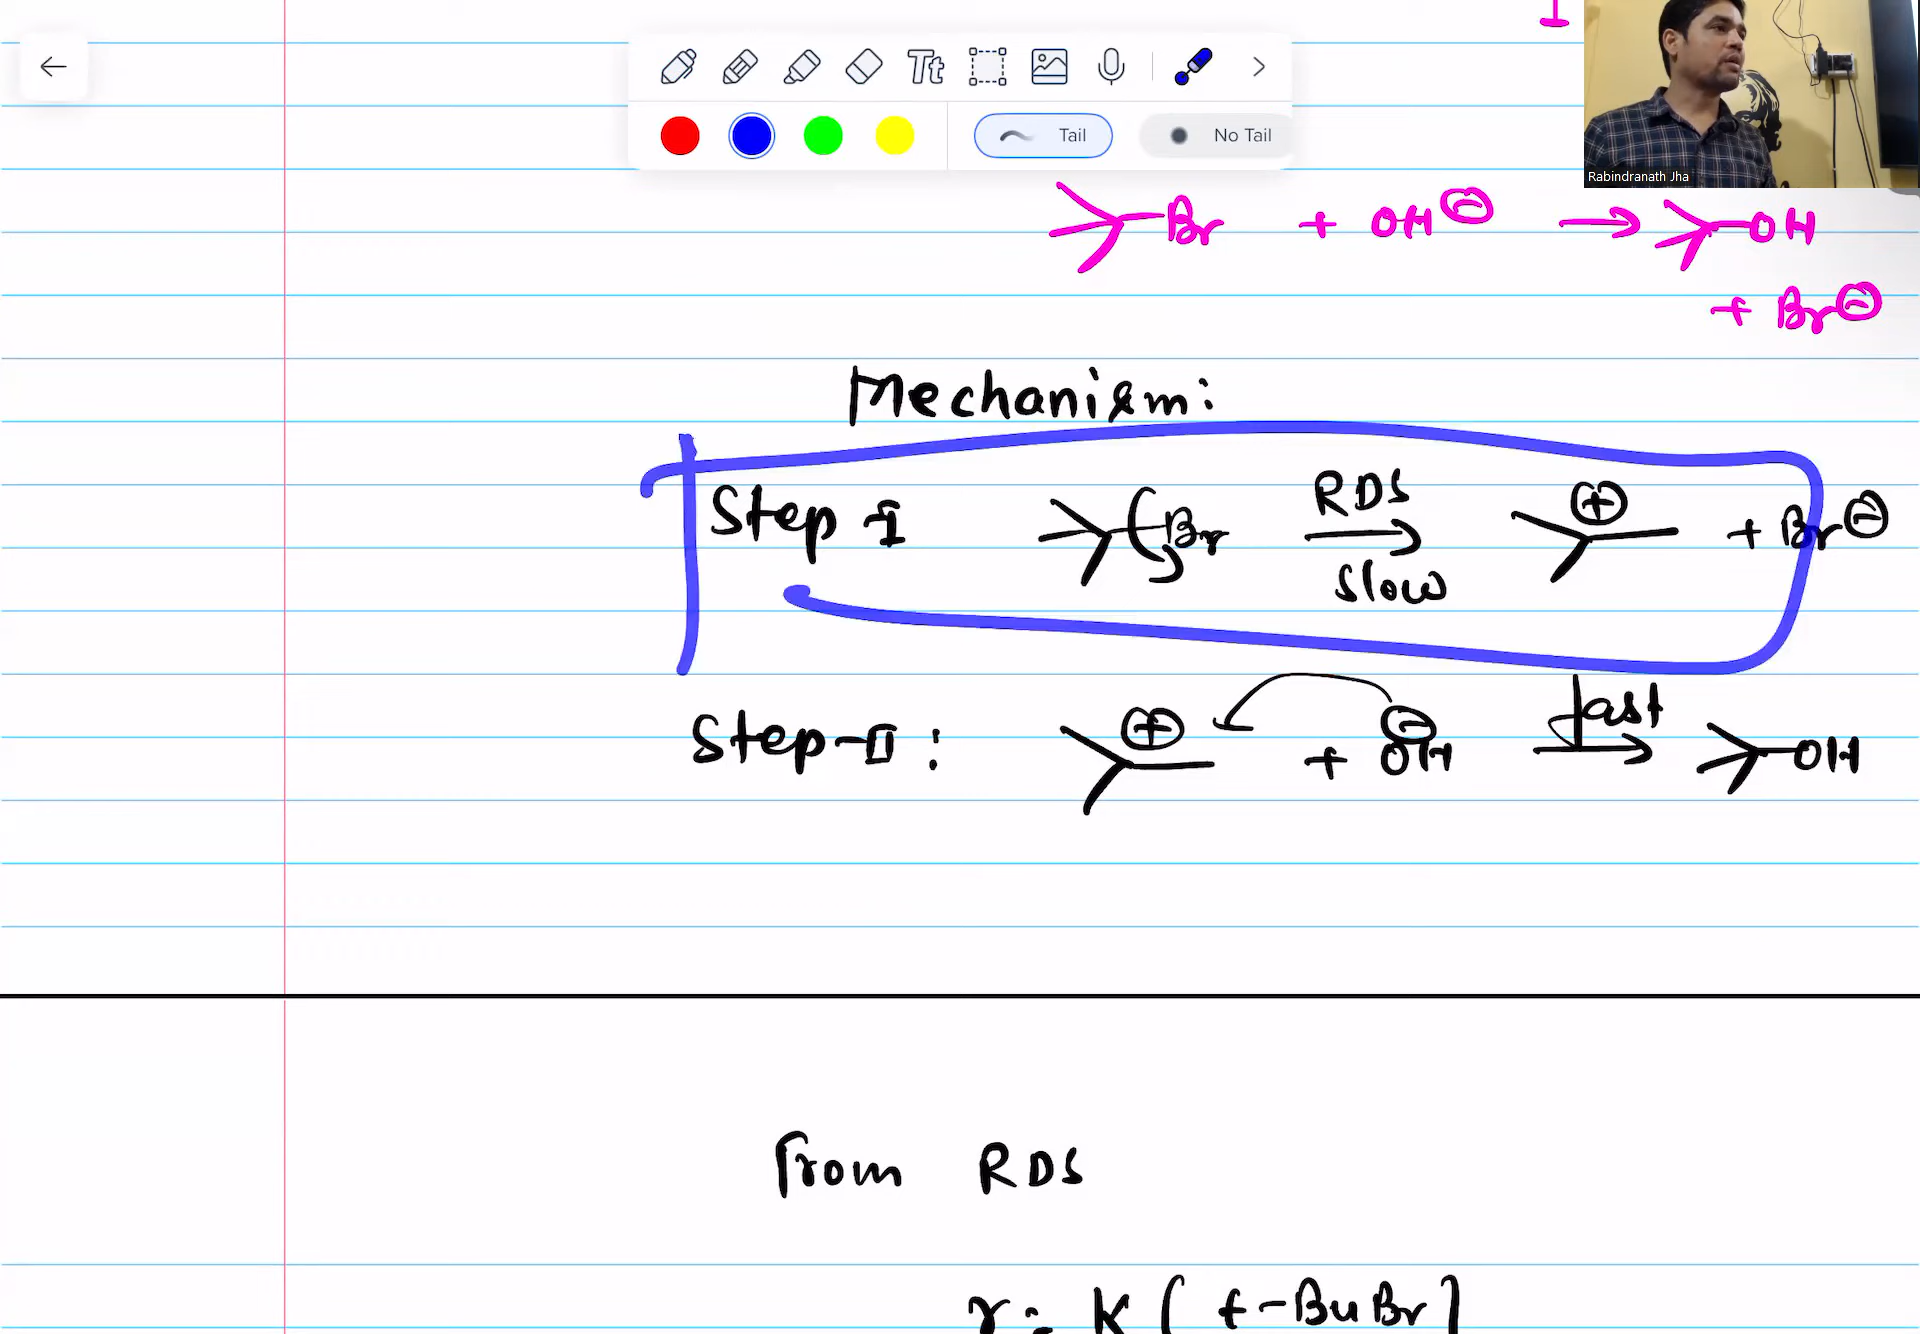 Tt Tail No Tail
Rabindranath Jha
Br + OH⊖ → OH
+ Br⊖
Mechanism:
Step I Br RDS slow ⊕ + Br⊖
Step-II: ⊕ + OH⊖ fast OH
From RDS
r = K [t-BuBr]